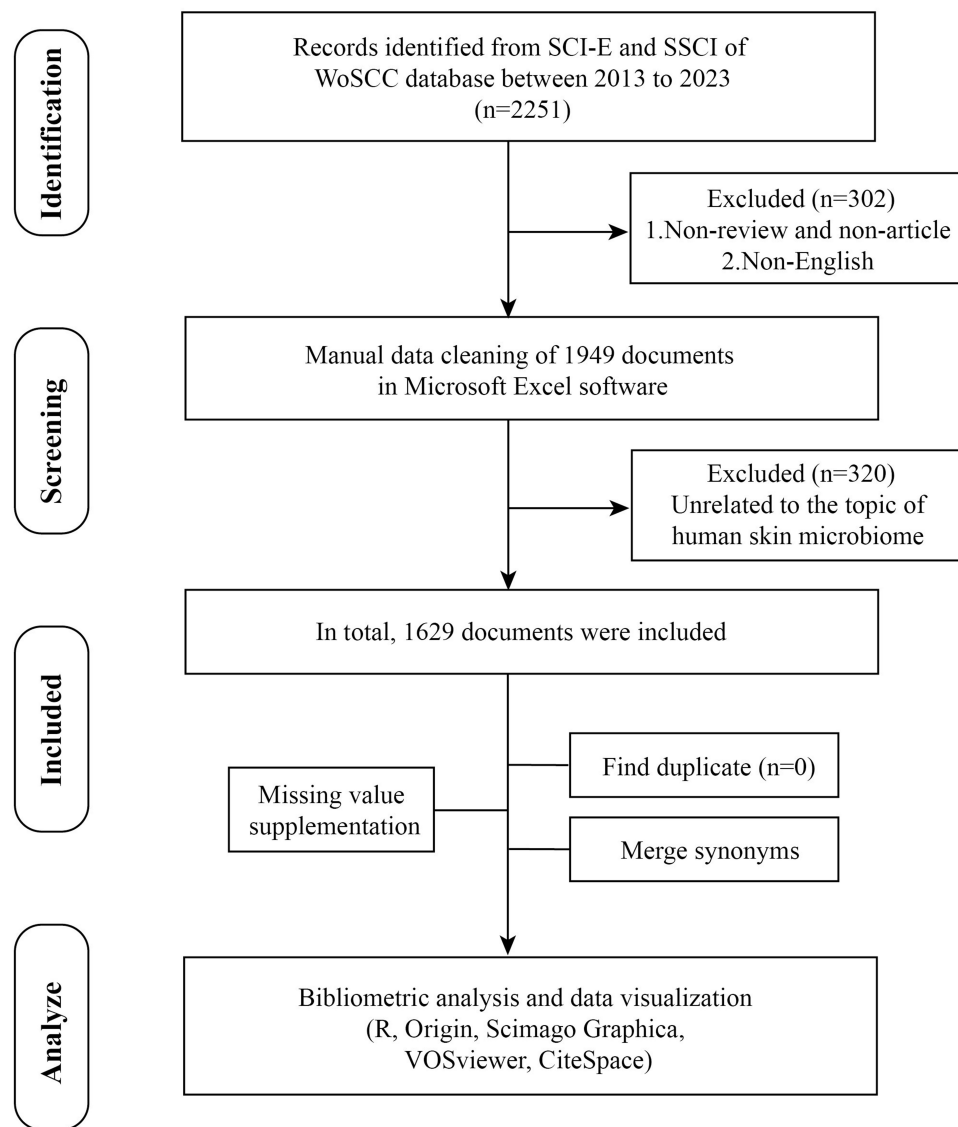 Identification
Records identified from SCI-E and SSCI of
WoSCC database between 2013 to 2023
(n=2251)
Excluded (n=302)
1.Non-review and non-article
2.Non-English
Screening
Manual data cleaning of 1949 documents
in Microsoft Excel software
Excluded (n=320)
Unrelated to the topic of
human skin microbiome
Included
In total, 1629 documents were included
Find duplicate (n=0)
Missing value
supplementation
Merge synonyms
Analyze
Bibliometric analysis and data visualization
(R, Origin, Scimago Graphica,
VOSviewer, CiteSpace)